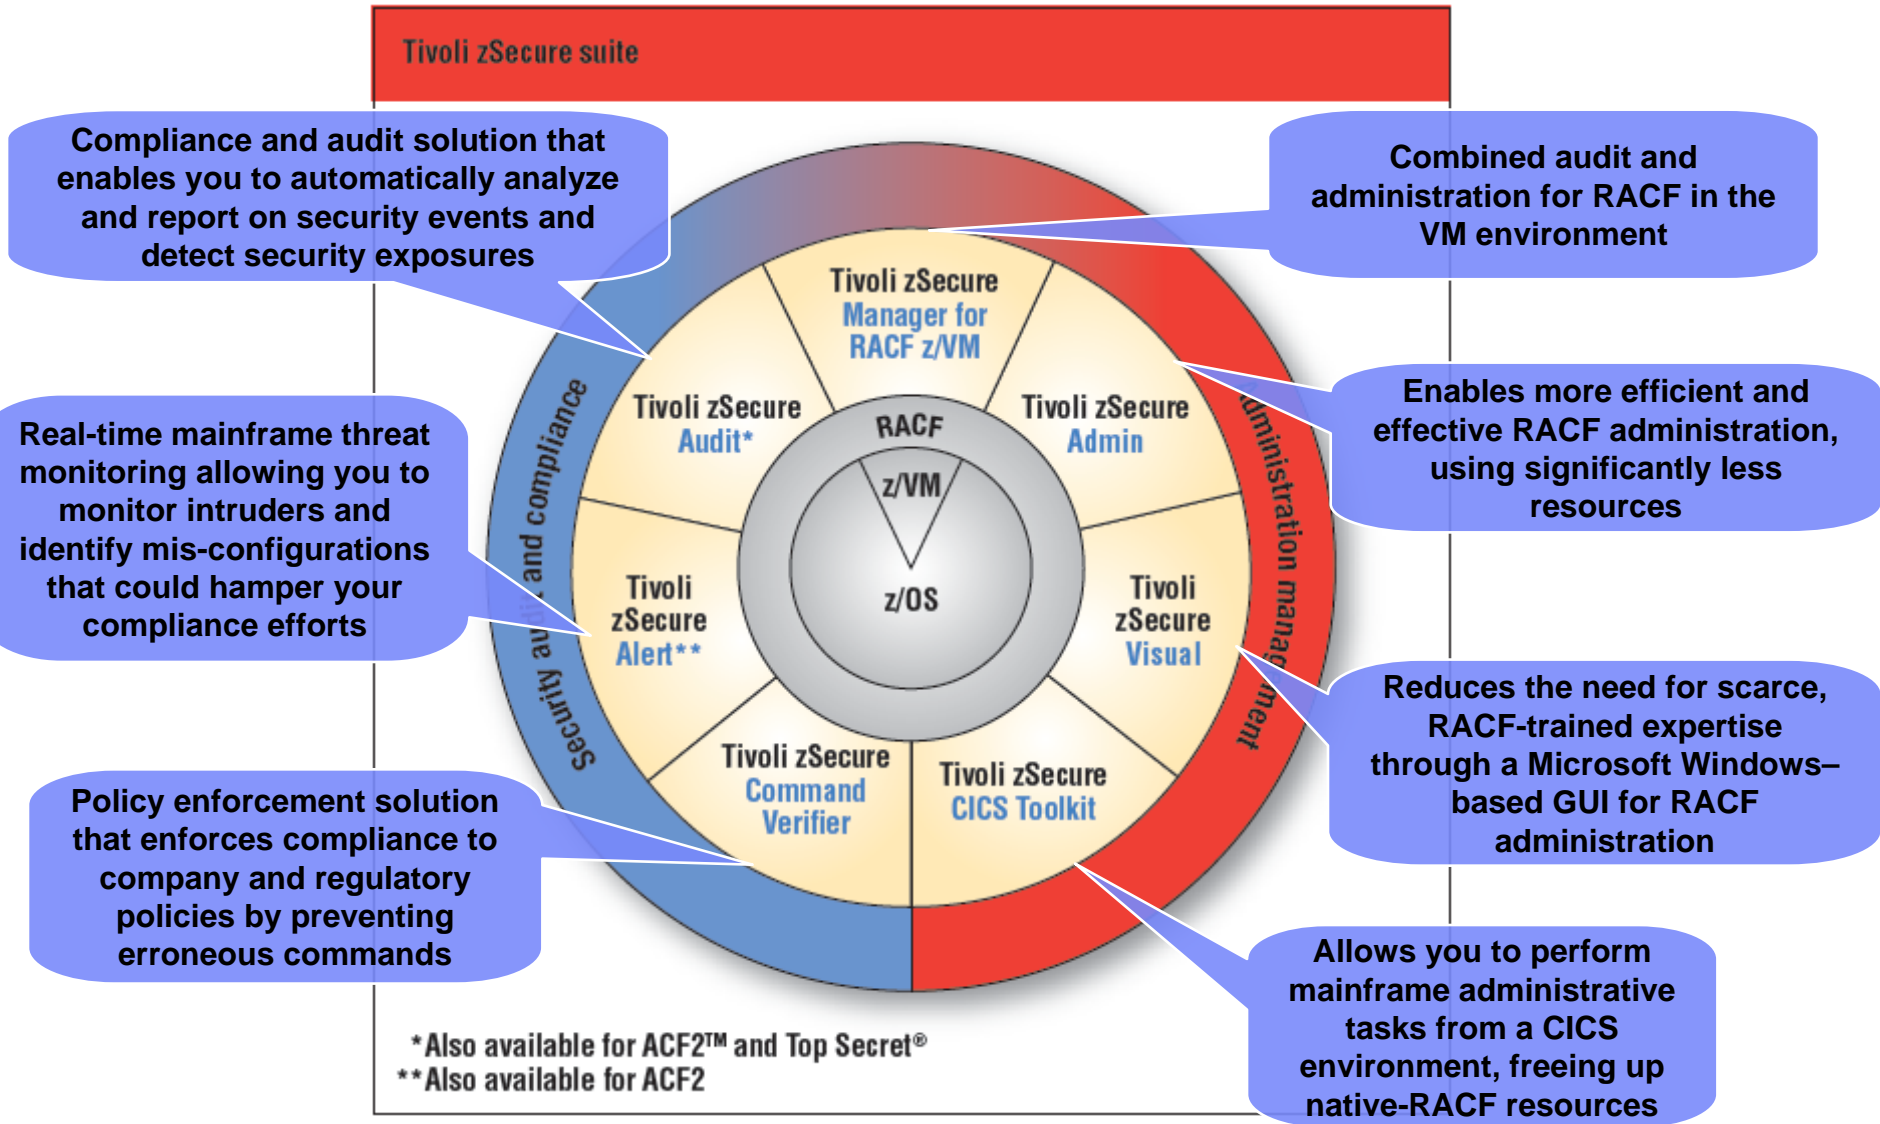 Tivoli zSecure suite
Compliance and audit solution that
enables you to automatically analyze
and report on security events and
detect security exposures
Combined audit and
administration for RACF in the
VM environment
Real-time mainframe threat
monitoring allowing you to
monitor intruders and
identify mis-configurations
that could hamper your
compliance efforts
Enables more efficient and
effective RACF administration,
using significantly less
resources
Policy enforcement solution
that enforces compliance to
company and regulatory
policies by preventing
erroneous commands
Reduces the need for scarce,
RACF-trained expertise
through a Microsoft Windows–
based GUI for RACF
administration
Allows you to perform
mainframe administrative
tasks from a CICS
environment, freeing up
native-RACF resources
Security audit and compliance
Administration management
Tivoli zSecure
Manager for
RACF z/VM
Tivoli zSecure
Audit*
Tivoli zSecure
Admin
Tivoli
zSecure
Alert**
Tivoli
zSecure
Visual
Tivoli zSecure
Command
Verifier
Tivoli zSecure
CICS Toolkit
RACF
z/VM
z/OS
*Also available for ACF2™ and Top Secret®
**Also available for ACF2